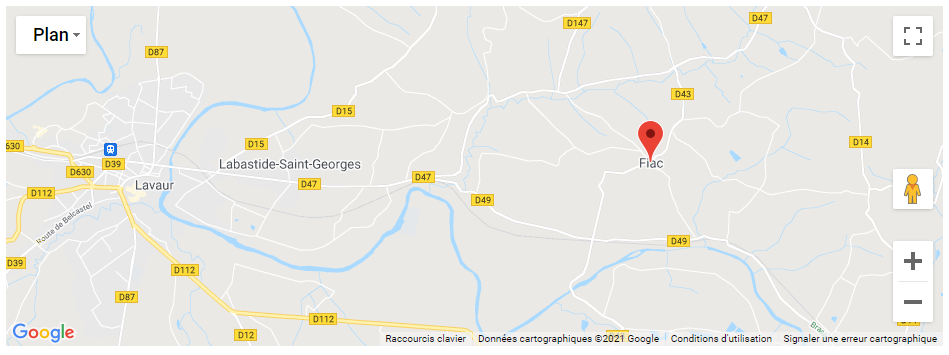 Plan
D147
D47
D87
D43
D15
D15
D14
630
D39
D630
Labastide-Saint-Georges
Fiac
Lavaur
D47
D47
D112
D49
Route de Belcastel
D49
D39
D112
D87
D112
D12
Google
Raccourcis clavier
Données cartographiques ©2021 Google
Conditions d'utilisation
Signaler une erreur cartographique